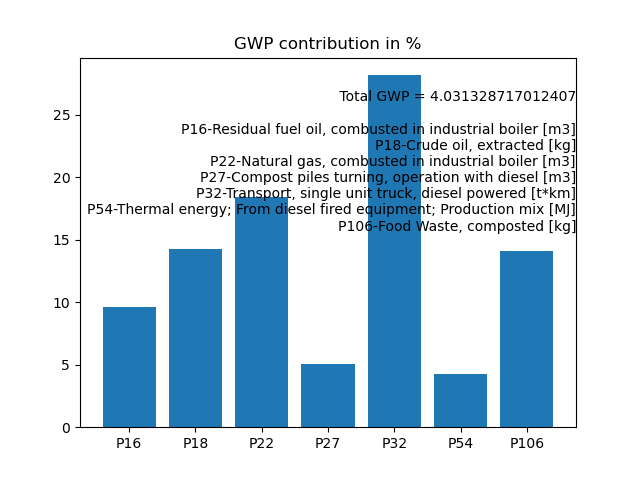 GWP contribution in %
Total GWP = 4.031328717012407
P16-Residual fuel oil, combusted in industrial boiler [m3]
P18-Crude oil, extracted [kg]
P22-Natural gas, combusted in industrial boiler [m3]
P27-Compost piles turning, operation with diesel [m3]
P32-Transport, single unit truck, diesel powered [t*km]
P54-Thermal energy; From diesel fired equipment; Production mix [MJ]
P106-Food Waste, composted [kg]
25
20
15
10
5
0
P16 P18 P22 P27 P32 P54 P106